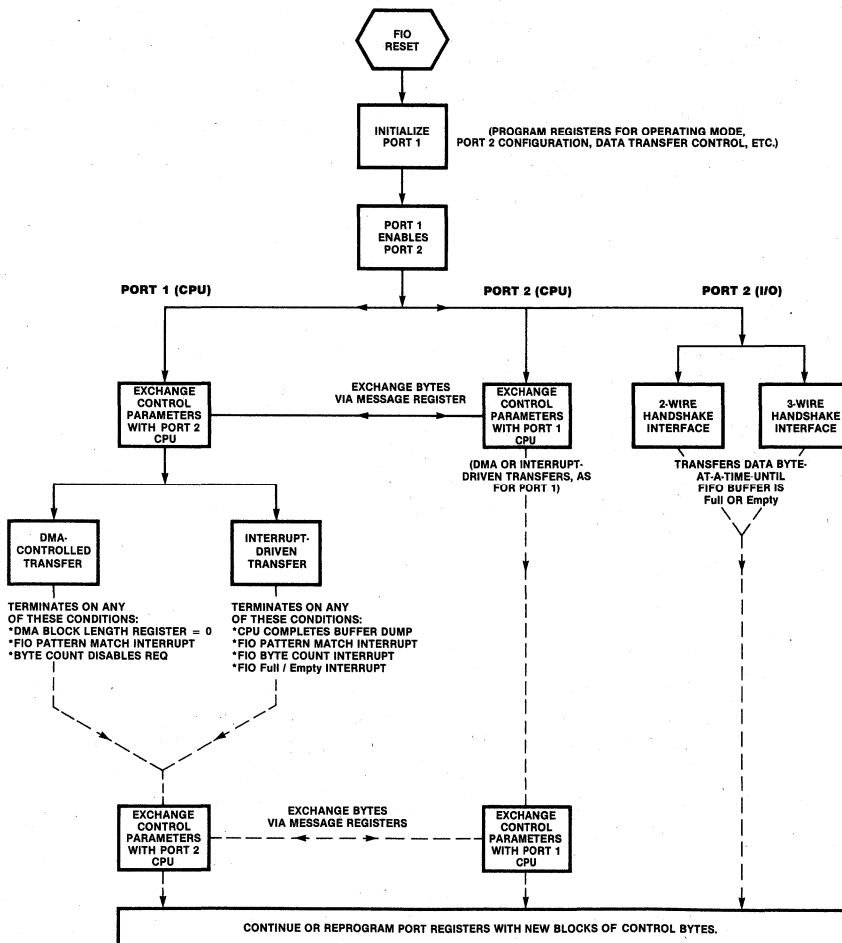 FIO
RESET
INITIALIZE
PORT 1
(PROGRAM REGISTERS FOR OPERATING MODE,
PORT 2 CONFIGURATION, DATA TRANSFER CONTROL, ETC.)
PORT 1
ENABLES
PORT 2
PORT 1 (CPU)
PORT 2 (CPU)
PORT 2 (I/O)
EXCHANGE
CONTROL
PARAMETERS
WITH PORT 2
CPU
EXCHANGE BYTES
VIA MESSAGE REGISTER
EXCHANGE
CONTROL
PARAMETERS
WITH PORT 1
CPU
2-WIRE
HANDSHAKE
INTERFACE
3-WIRE
HANDSHAKE
INTERFACE
(DMA OR INTERRUPT-
DRIVEN TRANSFERS, AS
FOR PORT 1)
TRANSFERS DATA BYTE-
AT-A-TIME UNTIL
FIFO BUFFER IS
Full OR Empty
DMA-
CONTROLLED
TRANSFER
INTERRUPT-
DRIVEN
TRANSFER
TERMINATES ON ANY
OF THESE CONDITIONS:
*DMA BLOCK LENGTH REGISTER = 0
*FIO PATTERN MATCH INTERRUPT
*BYTE COUNT DISABLES REQ
TERMINATES ON ANY
OF THESE CONDITIONS:
*CPU COMPLETES BUFFER DUMP
*FIO PATTERN MATCH INTERRUPT
*FIO BYTE COUNT INTERRUPT
*FIO Full / Empty INTERRUPT
EXCHANGE
CONTROL
PARAMETERS
WITH PORT 2
CPU
EXCHANGE BYTES
VIA MESSAGE REGISTERS
EXCHANGE
CONTROL
PARAMETERS
WITH PORT 1
CPU
CONTINUE OR REPROGRAM PORT REGISTERS WITH NEW BLOCKS OF CONTROL BYTES.